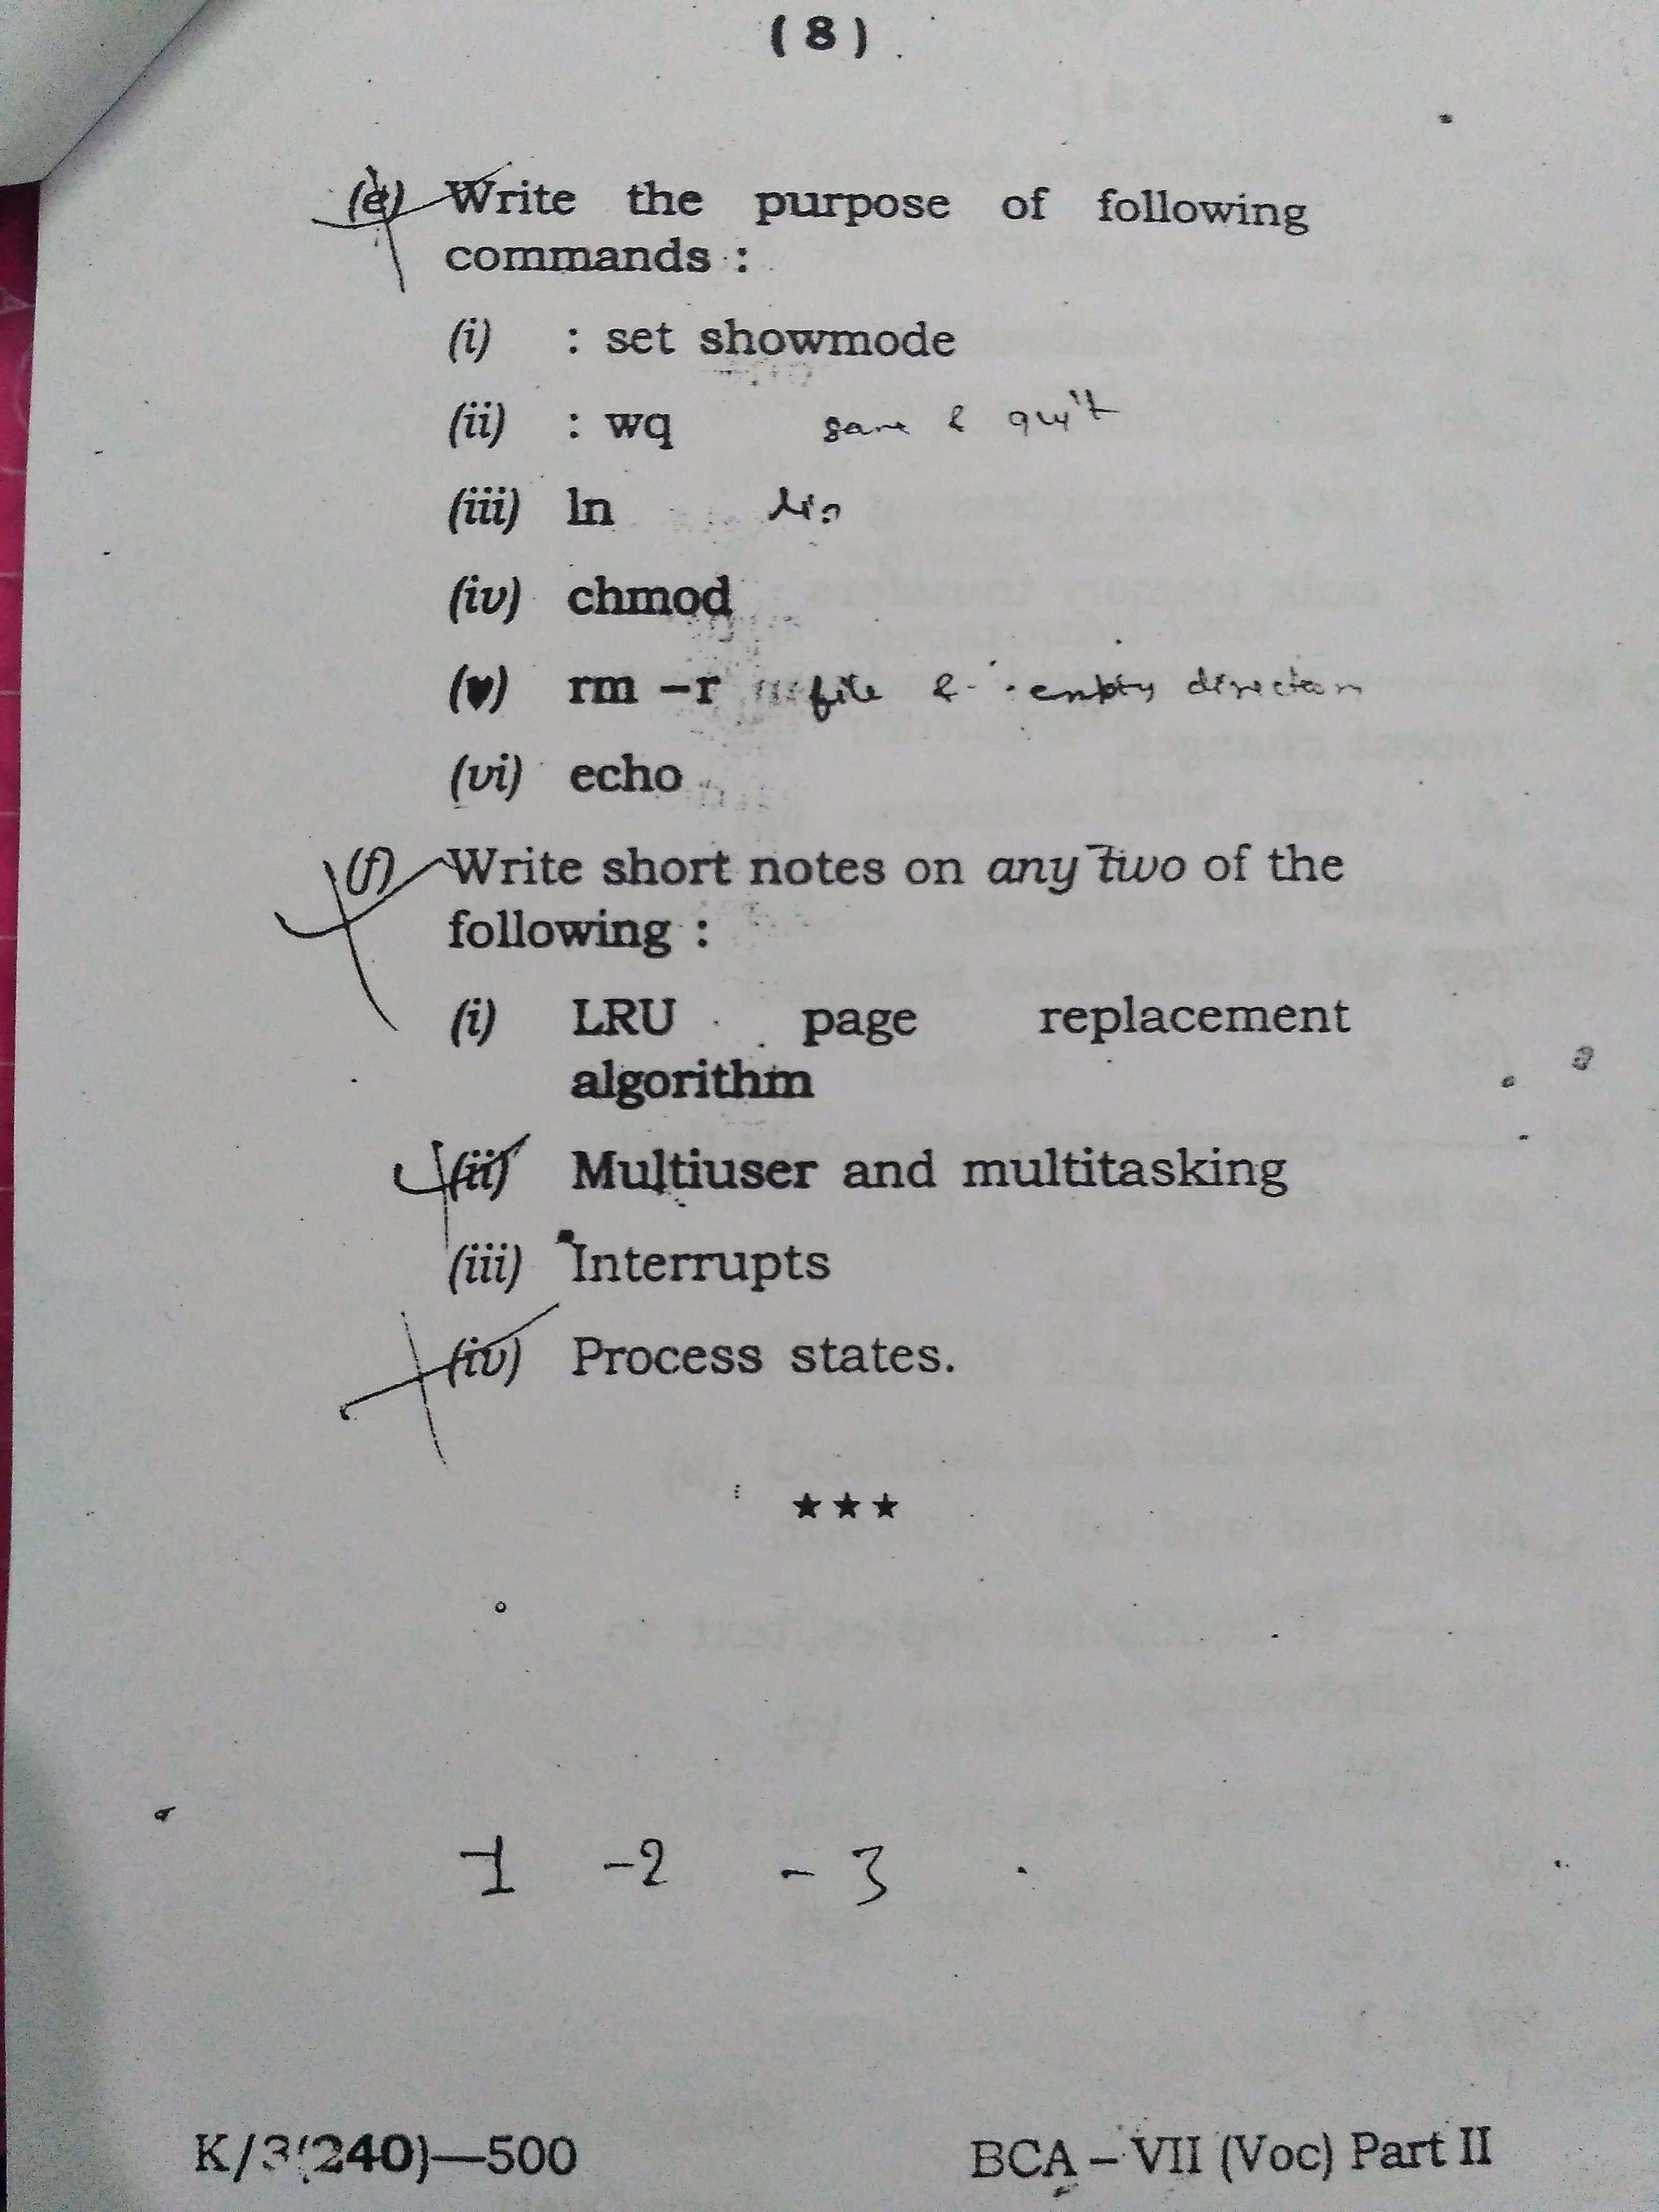 ( 8 )
(e) Write the purpose of following
commands :
(i) : set showmode
(ii) : wq save & quit
(iii) ln
(iv) chmod
(v) rm –r file & empty
(vi) echo
(f) Write short notes on any two of the
following :
(i) LRU page replacement
algorithm
(ii) Multiuser and multitasking
(iii) Interrupts
(iv) Process states.
★★★
-1 -2 - 3
K/3(240)—500 BCA – VII (Voc) Part II